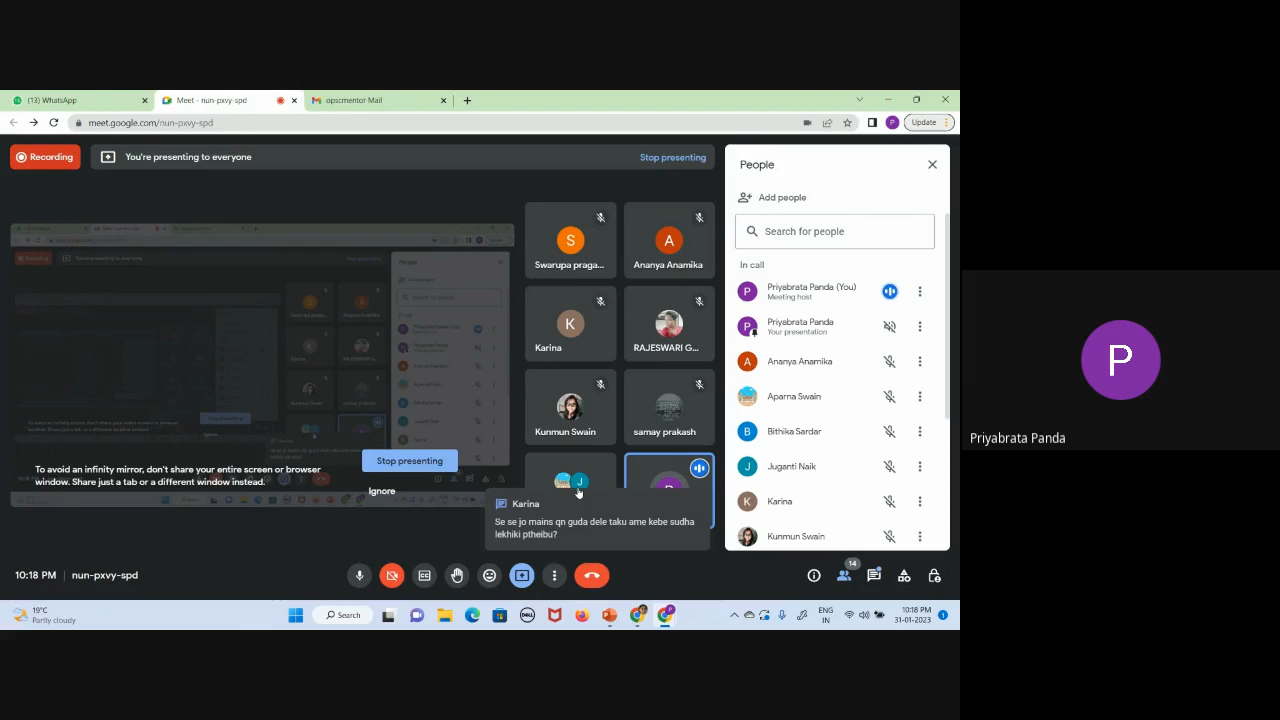 (13) WhatsApp
Meet - nun-pxvy-spd
opscmentor Mail
meet.google.com/nun-pxvy-spd
Update
Recording
You're presenting to everyone
Stop presenting
People
Add people
Search for people
In call
Priyabrata Panda (You)
Meeting host
Priyabrata Panda
Your presentation
Ananya Anamika
Aparna Swain
Bithika Sardar
Juganti Naik
Karina
Kunmun Swain
S
Swarupa praga...
A
Ananya Anamika
K
Karina
RAJESWARI G...
Kunmun Swain
samay prakash
J
To avoid an infinity mirror, don't share your entire screen or browser
window. Share just a tab or a different window instead.
Stop presenting
Ignore
Karina
Se se jo mains qn guda dele taku ame kebe sudha
lekhiki ptheibu?
10:18 PM | nun-pxvy-spd
14
19°C
Partly cloudy
Search
ENG
IN
10:18 PM
31-01-2023
1
P
Priyabrata Panda